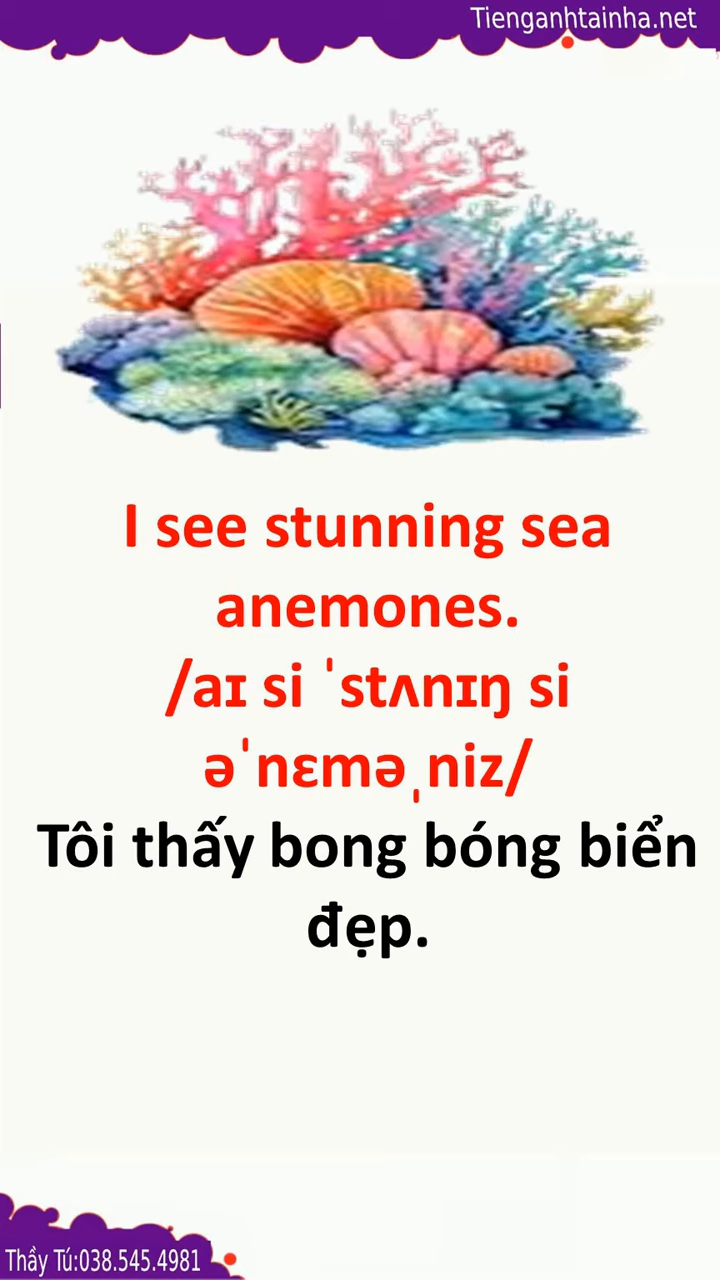 Tienganhtainha.net
I see stunning sea
anemones.
/aɪ si ˈstʌnɪŋ si
əˈnɛməˌniz/
Tôi thấy bong bóng biển
đẹp.
Thầy Tú:038.545.4981